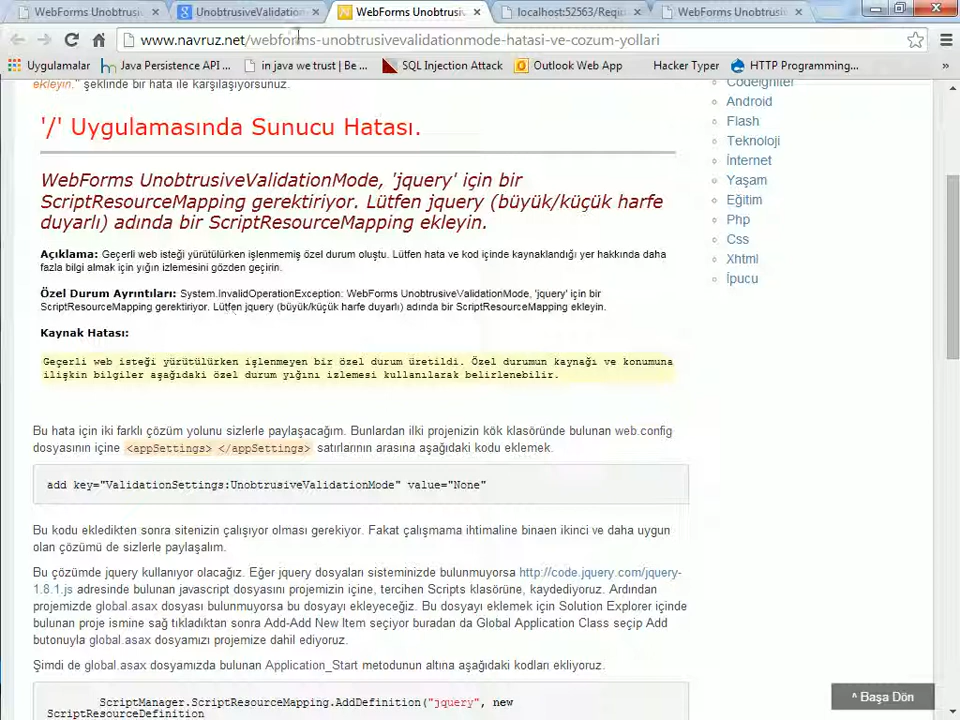 WebForms Unobtrusiv
UnobtrusiveValidation
WebForms Unobtrusiv
localhost:52563/Regi
WebForms Unobtrusiv
www.navruz.net/webforms-unobtrusivevalidationmode-hatasi-ve-cozum-yollari
Uygulamalar
Java Persistence API ...
in java we trust | Be ...
SQL Injection Attack
Outlook Web App
Hacker Typer
HTTP Programming...
»
ekleyin." şeklinde bir hata ile karşılaşıyorsunuz.
'/' Uygulamasında Sunucu Hatası.
WebForms UnobtrusiveValidationMode, 'jquery' için bir
ScriptResourceMapping gerektiriyor. Lütfen jquery (büyük/küçük harfe
duyarlı) adında bir ScriptResourceMapping ekleyin.
Açıklama: Geçerli web isteği yürütülürken işlenmemiş özel durum oluştu. Lütfen hata ve kod içinde kaynaklandığı yer hakkında daha
fazla bilgi almak için yığın izlemesini gözden geçirin.
Özel Durum Ayrıntıları: System.InvalidOperationException: WebForms UnobtrusiveValidationMode, 'jquery' için bir
ScriptResourceMapping gerektiriyor. Lütfen jquery (büyük/küçük harfe duyarlı) adında bir ScriptResourceMapping ekleyin.
Kaynak Hatası:
Geçerli web isteği yürütülürken işlenmeyen bir özel durum üretildi. Özel durumun kaynağı ve konumuna
ilişkin bilgiler aşağıdaki özel durum yığını izlemesi kullanılarak belirlenebilir.
Bu hata için iki farklı çözüm yolunu sizlerle paylaşacağım. Bunlardan ilki projenizin kök klasöründe bulunan web.config
dosyasının içine <appSettings> </appSettings> satırlarının arasına aşağıdaki kodu eklemek.
add key="ValidationSettings:UnobtrusiveValidationMode" value="None"
Bu kodu ekledikten sonra sitenizin çalışıyor olması gerekiyor. Fakat çalışmama ihtimaline binaen ikinci ve daha uygun
olan çözümü de sizlerle paylaşalım.
Bu çözümde jquery kullanıyor olacağız. Eğer jquery dosyaları sisteminizde bulunmuyorsa http://code.jquery.com/jquery-
1.8.1.js adresinde bulunan javascript dosyasını projemizin içine, tercihen Scripts klasörüne, kaydediyoruz. Ardından
projemizde global.asax dosyası bulunmuyorsa bu dosyayı ekleyeceğiz. Bu dosyayı eklemek için Solution Explorer içinde
bulunan proje ismine sağ tıkladıktan sonra Add-Add New Item seçiyor buradan da Global Application Class seçip Add
butonuyla global.asax dosyamızı projemize dahil ediyoruz.
Şimdi de global.asax dosyamızda bulunan Application_Start metodunun altına aşağıdaki kodları ekliyoruz.
ScriptManager.ScriptResourceMapping.AddDefinition("jquery", new
ScriptResourceDefinition
Codeigniter
Android
Flash
Teknoloji
İnternet
Yaşam
Eğitim
Php
Css
Xhtml
İpucu
^ Başa Dön